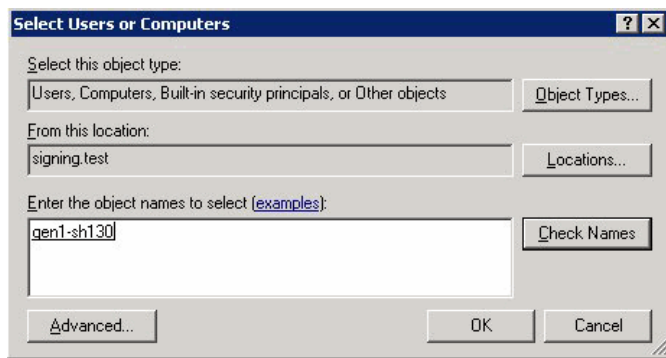 Select Users or Computers
Select this object type:
Users, Computers, Built-in security principals, or Other objects
Object Types...
From this location:
signing.test
Locations...
Enter the object names to select (examples):
gen1-sh130
Check Names
Advanced...
OK
Cancel